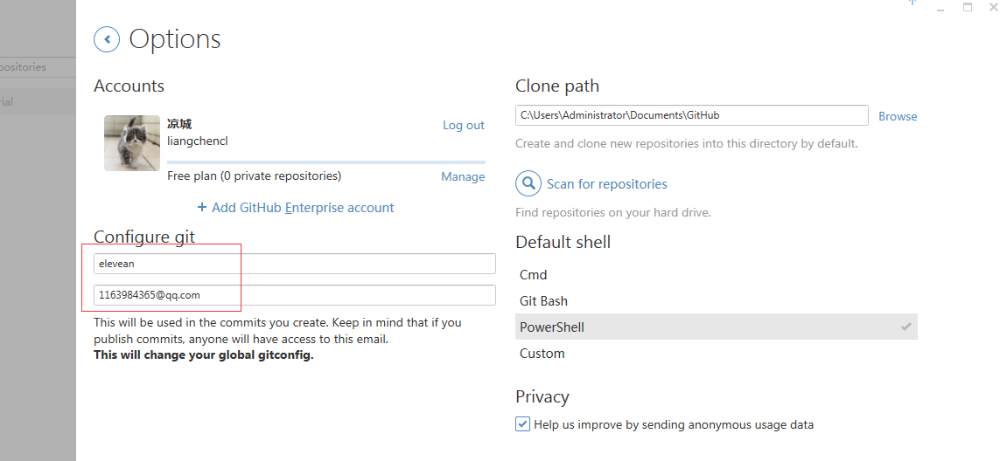 Options
ositories
rial
Accounts
凉城
liangchencl
Log out
Free plan (0 private repositories)
Manage
+ Add GitHub Enterprise account
Configure git
elevean
1163984365@qq.com
This will be used in the commits you create. Keep in mind that if you
publish commits, anyone will have access to this email.
This will change your global gitconfig.
Clone path
C:\Users\Administrator\Documents\GitHub
Browse
Create and clone new repositories into this directory by default.
Scan for repositories
Find repositories on your hard drive.
Default shell
Cmd
Git Bash
PowerShell
Custom
Privacy
Help us improve by sending anonymous usage data